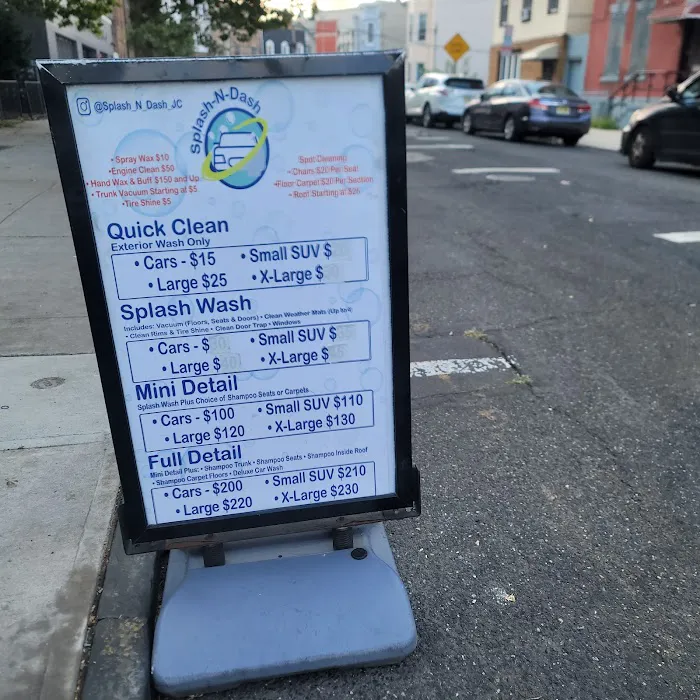 @Splash_N_Dash_JC
Splash-N-Dash
• Spray Wax $10
• Engine Clean $50
• Hand Wax & Buff $150 and Up
• Trunk Vacuum Starting at $5
• Tire Shine $5
Spot Cleaning
• Chairs $20 Per Seat
• Floor Carpet $20 Per Section
• Roof Starting at $25
Quick Clean
Exterior Wash Only
• Cars - $15 • Small SUV $
• Large $25 • X-Large $
Splash Wash
Includes: Vacuum (Floors, Seats & Doors) • Clean Weather Mats
• Clean Rims & Tire Shine • Clean Door Trap • Windows
• Cars - $ • Small SUV $
• Large $ • X-Large $
Mini Detail
Splash Wash Plus Choice of Shampoo Seats or Carpets
• Cars - $100 • Small SUV $110
• Large $120 • X-Large $130
Full Detail
Mini Detail Plus: • Shampoo Trunk • Shampoo Seats • Shampoo Inside Roof
• Shampoo Carpet Floors • Deluxe Car Wash
• Cars - $200 • Small SUV $210
• Large $220 • X-Large $230